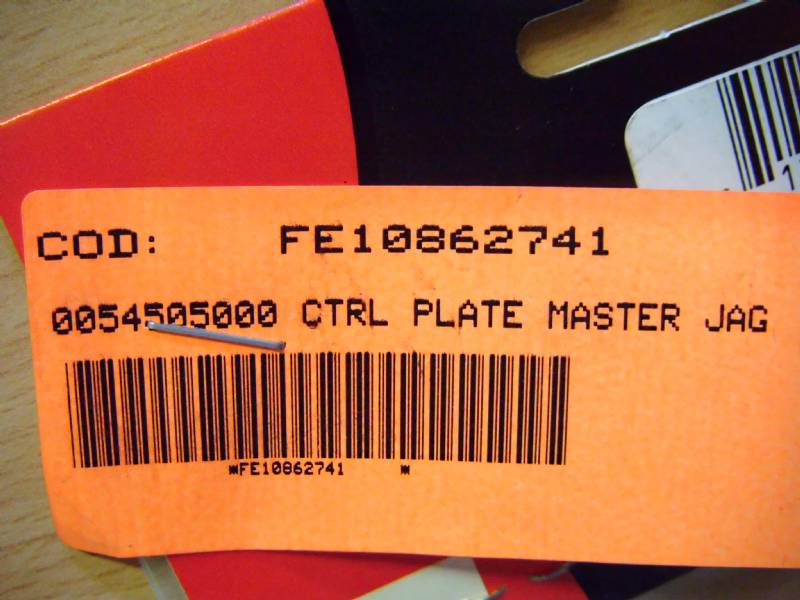 COD: FE10862741
0054505000 CTRL PLATE MASTER JAG
*FE10862741 *